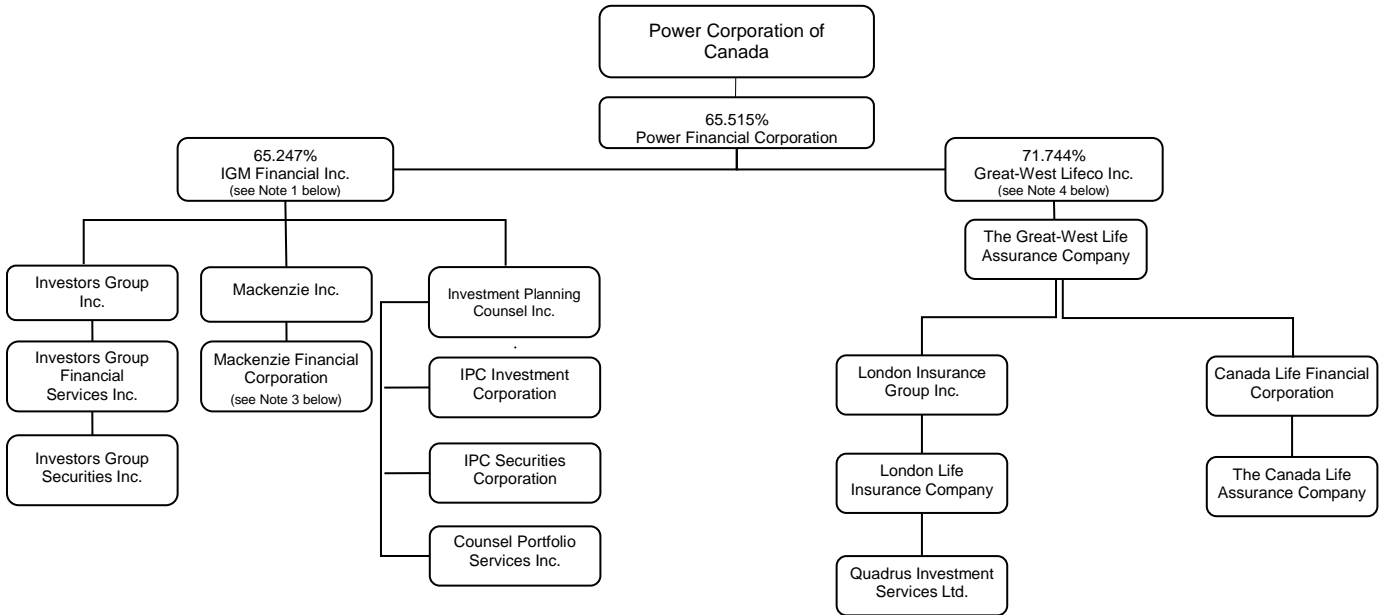 Power Corporation of
Canada
65.515%
Power Financial Corporation
65.247%
IGM Financial Inc.
(see Note 1 below)
71.744%
Great-West Lifeco Inc.
(see Note 4 below)
The Great-West Life
Assurance Company
Investors Group
Inc.
Mackenzie Inc.
Investment Planning
Counsel Inc.
.
Investors Group
Financial
Services Inc.
Mackenzie Financial
Corporation
(see Note 3 below)
IPC Investment
Corporation
London Insurance
Group Inc.
Canada Life Financial
Corporation
Investors Group
Securities Inc.
IPC Securities
Corporation
London Life
Insurance Company
The Canada Life
Assurance Company
Counsel Portfolio
Services Inc.
Quadrus Investment
Services Ltd.